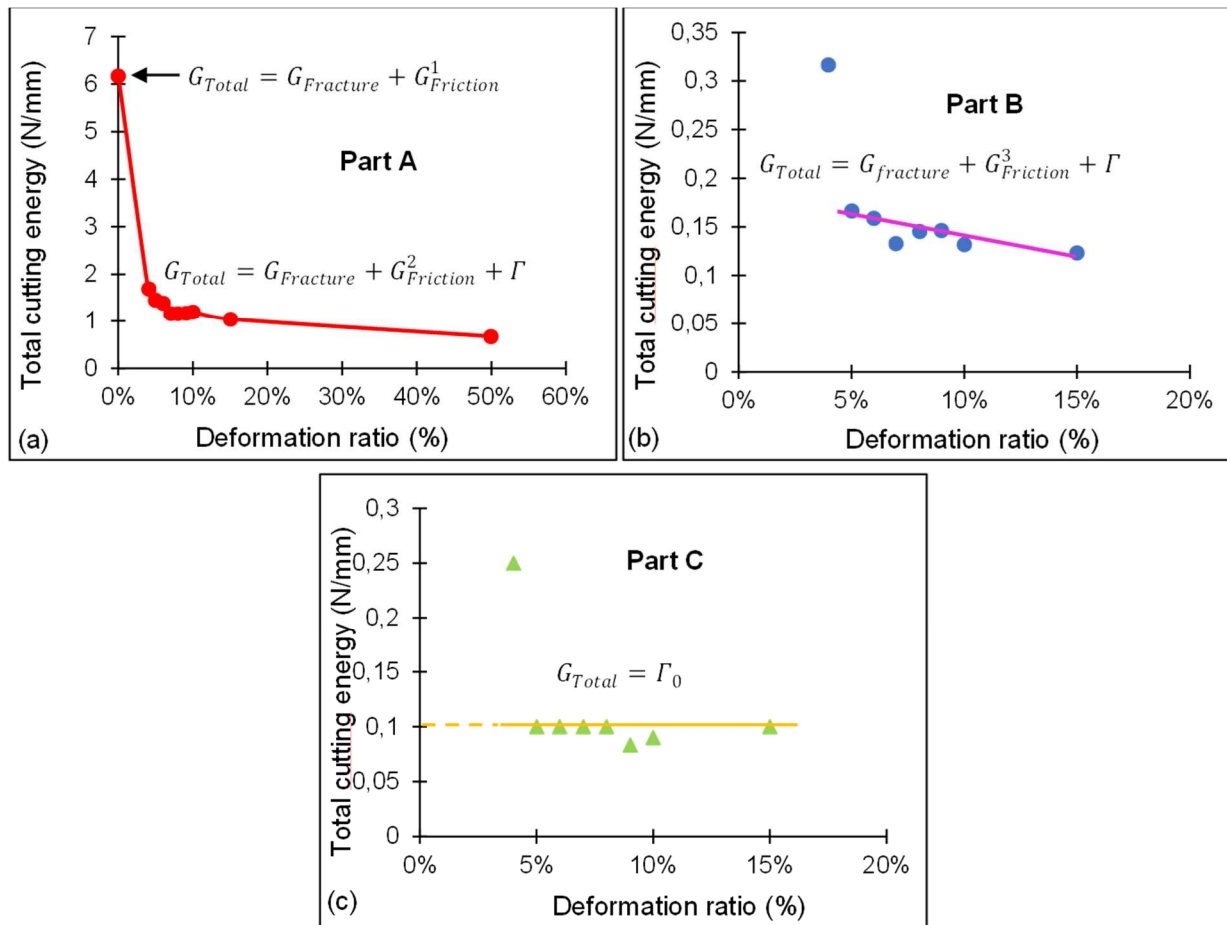 Total cutting energy (N/mm)
7
6
5
4
3
2
1
0
G_Total = G_Fracture + G^1_Friction
Part A
G_Total = G_Fracture + G^2_Friction + Γ
0% 10% 20% 30% 40% 50% 60%
(a) Deformation ratio (%)
Total cutting energy (N/mm)
0,35
0,3
0,25
0,2
0,15
0,1
0,05
0
Part B
G_Total = G_fracture + G^3_Friction + Γ
0% 5% 10% 15% 20%
(b) Deformation ratio (%)
Total cutting energy (N/mm)
0,3
0,25
0,2
0,15
0,1
0,05
0
Part C
G_Total = Γ_0
0% 5% 10% 15% 20%
(c) Deformation ratio (%)